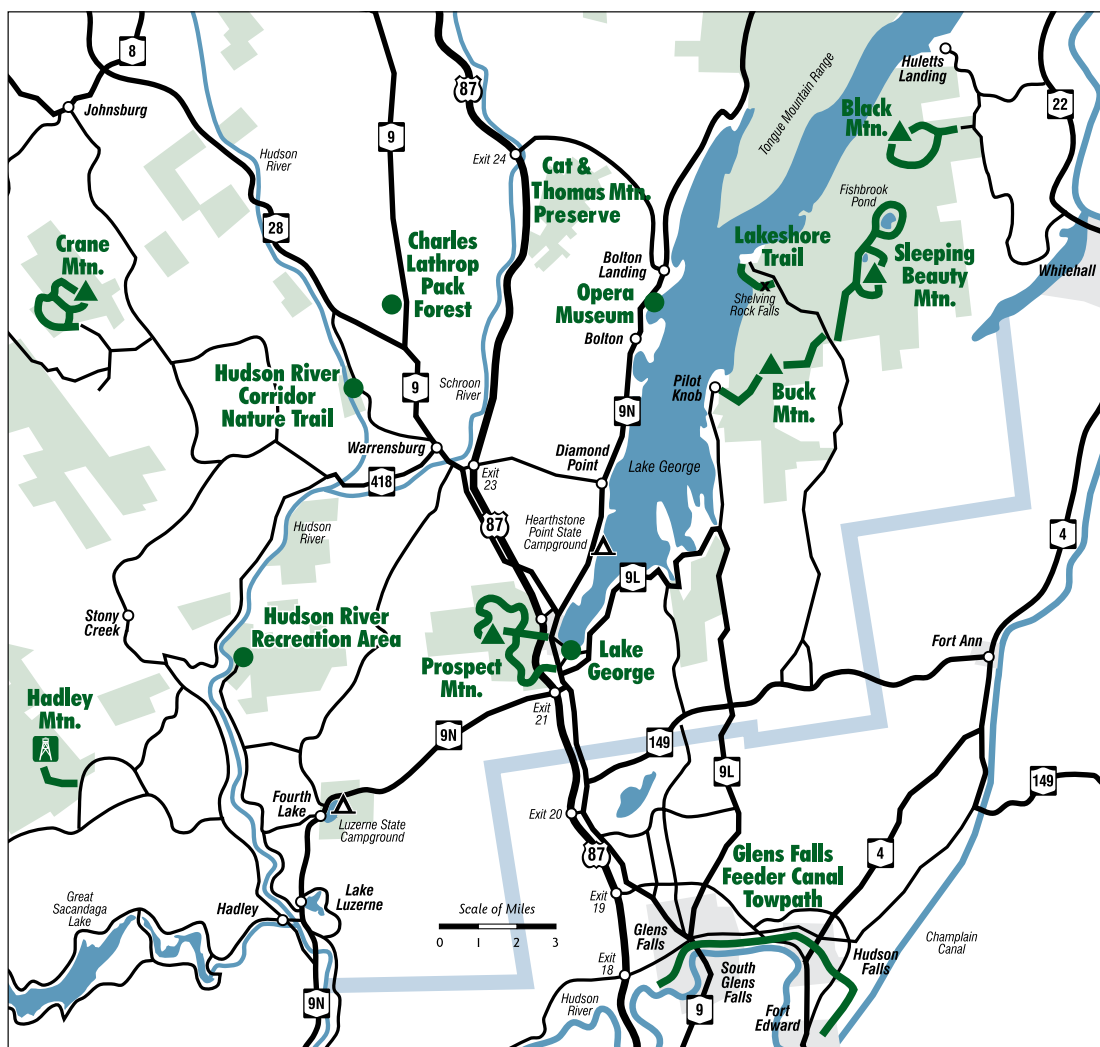 8
Johnsburg
87
9
Hudson
River
Exit 24
Tongue Mountain Range
Huletts
Landing
22
Black
Mtn.
Cat &
Thomas Mtn.
Preserve
Fishbrook
Pond
28
Crane
Mtn.
Charles
Lathrop
Pack
Forest
Bolton
Landing
Lakeshore
Trail
Sleeping
Beauty
Mtn.
Whitehall
Opera
Museum
Shelving
Rock Falls
Bolton
Hudson River
Corridor
Nature Trail
9
Schroon
River
Pilot
Knob
Buck
Mtn.
9N
Warrensburg
Diamond
Point
Lake George
418
Exit
23
Hudson
River
87
Hearthstone
Point State
Campground
4
9L
Stony
Creek
Hudson River
Recreation Area
Prospect
Mtn.
Lake
George
Fort Ann
Hadley
Mtn.
Exit
21
9N
149
9L
149
Fourth
Lake
Luzerne State
Campground
Exit 20
87
4
Glens Falls
Feeder Canal
Towpath
Great
Sacandaga
Lake
Hadley
Lake
Luzerne
Scale of Miles
0 1 2 3
Exit
19
Glens
Falls
Exit
18
South
Glens
Falls
Hudson
Falls
Champlain
Canal
9N
Hudson
River
9
Fort
Edward